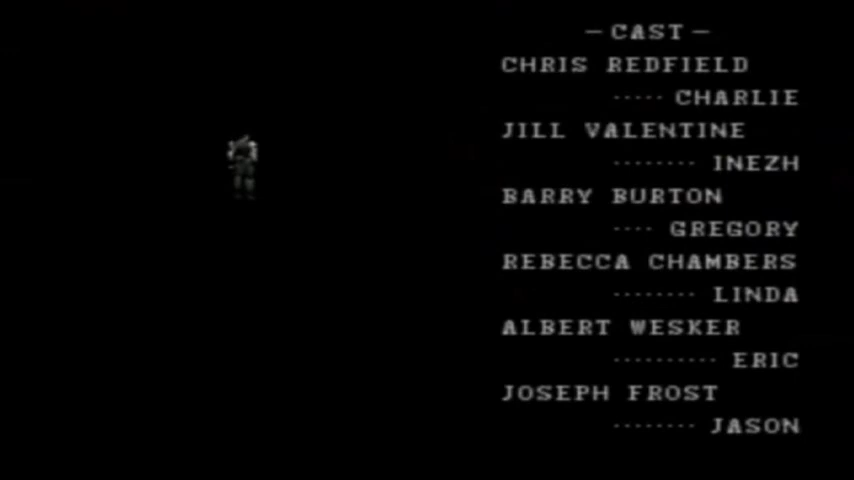 —CAST—
CHRIS REDFIELD
----- CHARLIE
JILL VALENTINE
-------- INEZH
BARRY BURTON
---- GREGORY
REBECCA CHAMBERS
-------- LINDA
ALBERT WESKER
---------- ERIC
JOSEPH FROST
-------- JASON